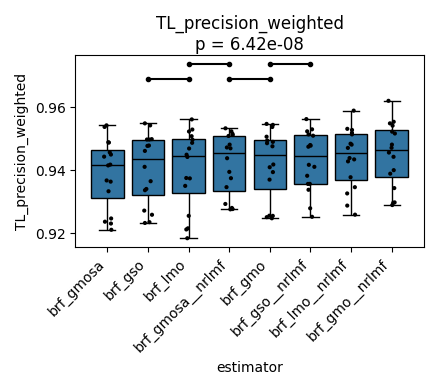 TL_precision_weighted
p = 6.42e-08
TL_precision_weighted
0.96
0.94
0.92
brf_gmosa
brf_gso
brf_lmo
brf_gmosa__nrlmf
brf_gmo
brf_gso__nrlmf
brf_lmo__nrlmf
brf_gmo__nrlmf
estimator